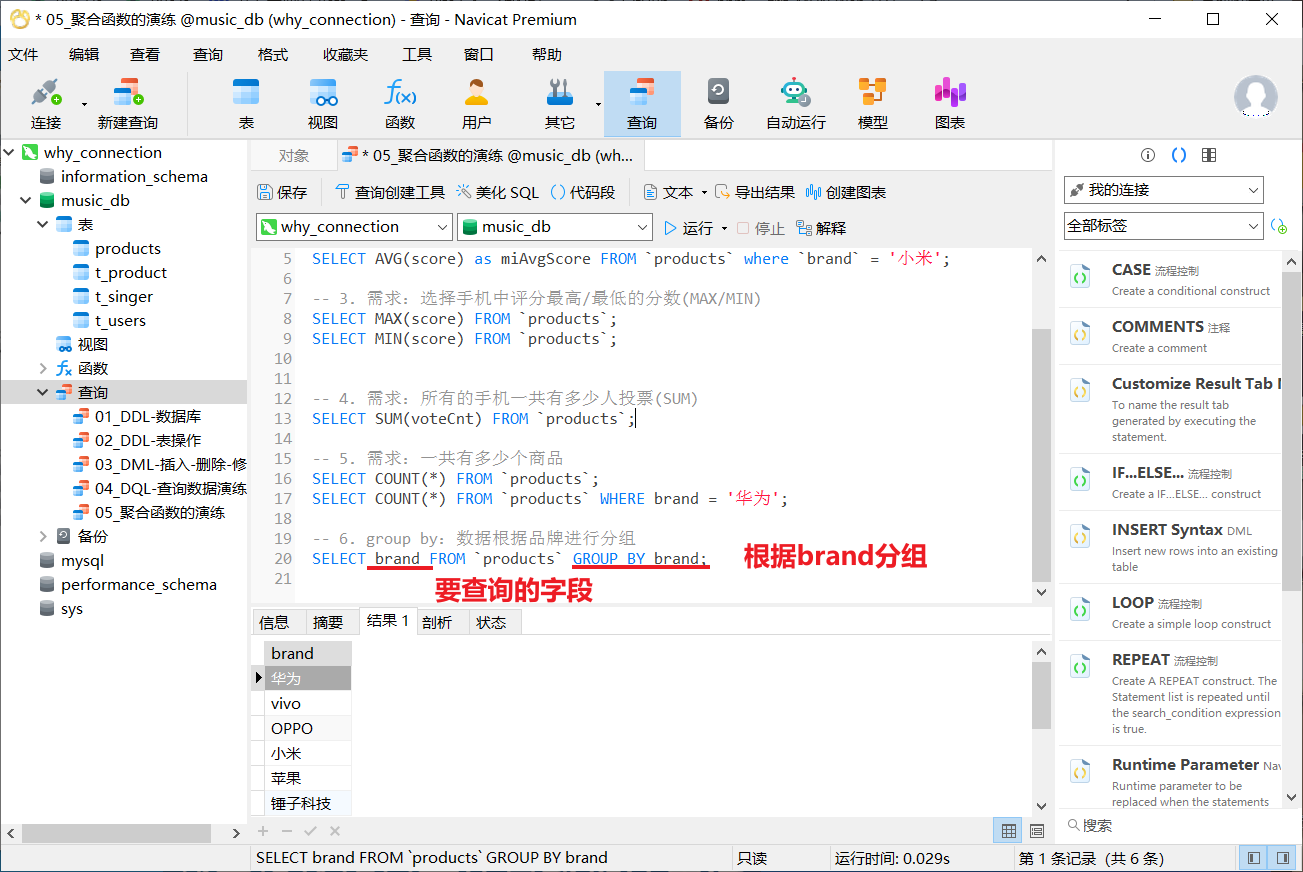 * 05_聚合函数的演练 @music_db (why_connection) - 查询 - Navicat Premium
文件 编辑 查看 查询 格式 收藏夹 工具 窗口 帮助
连接 新建查询 表 视图 函数 用户 其它 查询 备份 自动运行 模型 图表
why_connection
information_schema
music_db
表
products
t_product
t_singer
t_users
视图
函数
查询
01_DDL-数据库
02_DDL-表操作
03_DML-插入-删除-修
04_DQL-查询数据演练
05_聚合函数的演练
备份
mysql
performance_schema
sys
对象 * 05_聚合函数的演练 @music_db (wh...
保存 查询创建工具 美化 SQL () 代码段 文本 导出结果 创建图表
why_connection music_db 运行 停止 解释
5 SELECT AVG(score) as miAvgScore FROM `products` where `brand` = '小米';
6
7 -- 3. 需求：选择手机中评分最高/最低的分数(MAX/MIN)
8 SELECT MAX(score) FROM `products`;
9 SELECT MIN(score) FROM `products`;
10
11
12 -- 4. 需求：所有的手机一共有多少人投票(SUM)
13 SELECT SUM(voteCnt) FROM `products`;
14
15 -- 5. 需求：一共有多少个商品
16 SELECT COUNT(*) FROM `products`;
17 SELECT COUNT(*) FROM `products` WHERE brand = '华为';
18
19 -- 6. group by：数据根据品牌进行分组
20 SELECT brand FROM `products` GROUP BY brand;
根据brand分组
21
要查询的字段
信息 摘要 结果 1 剖析 状态
brand
华为
vivo
OPPO
小米
苹果
锤子科技
我的连接
全部标签
CASE 流程控制
Create a conditional construct
COMMENTS 注释
Create a comment
Customize Result Tab
To name the result tab
generated by executing the
statement.
IF...ELSE... 流程控制
Create a IF...ELSE... construct
INSERT Syntax DML
Insert new rows into an existing
table
LOOP 流程控制
Create a simple loop construct
REPEAT 流程控制
Create A REPEAT construct. The
Statement list is repeated until
the search_condition expression
is true.
Runtime Parameter Nav
Runtime parameter to be
replaced when the statements
搜索
SELECT brand FROM `products` GROUP BY brand 只读 运行时间: 0.029s 第 1 条记录 (共 6 条)